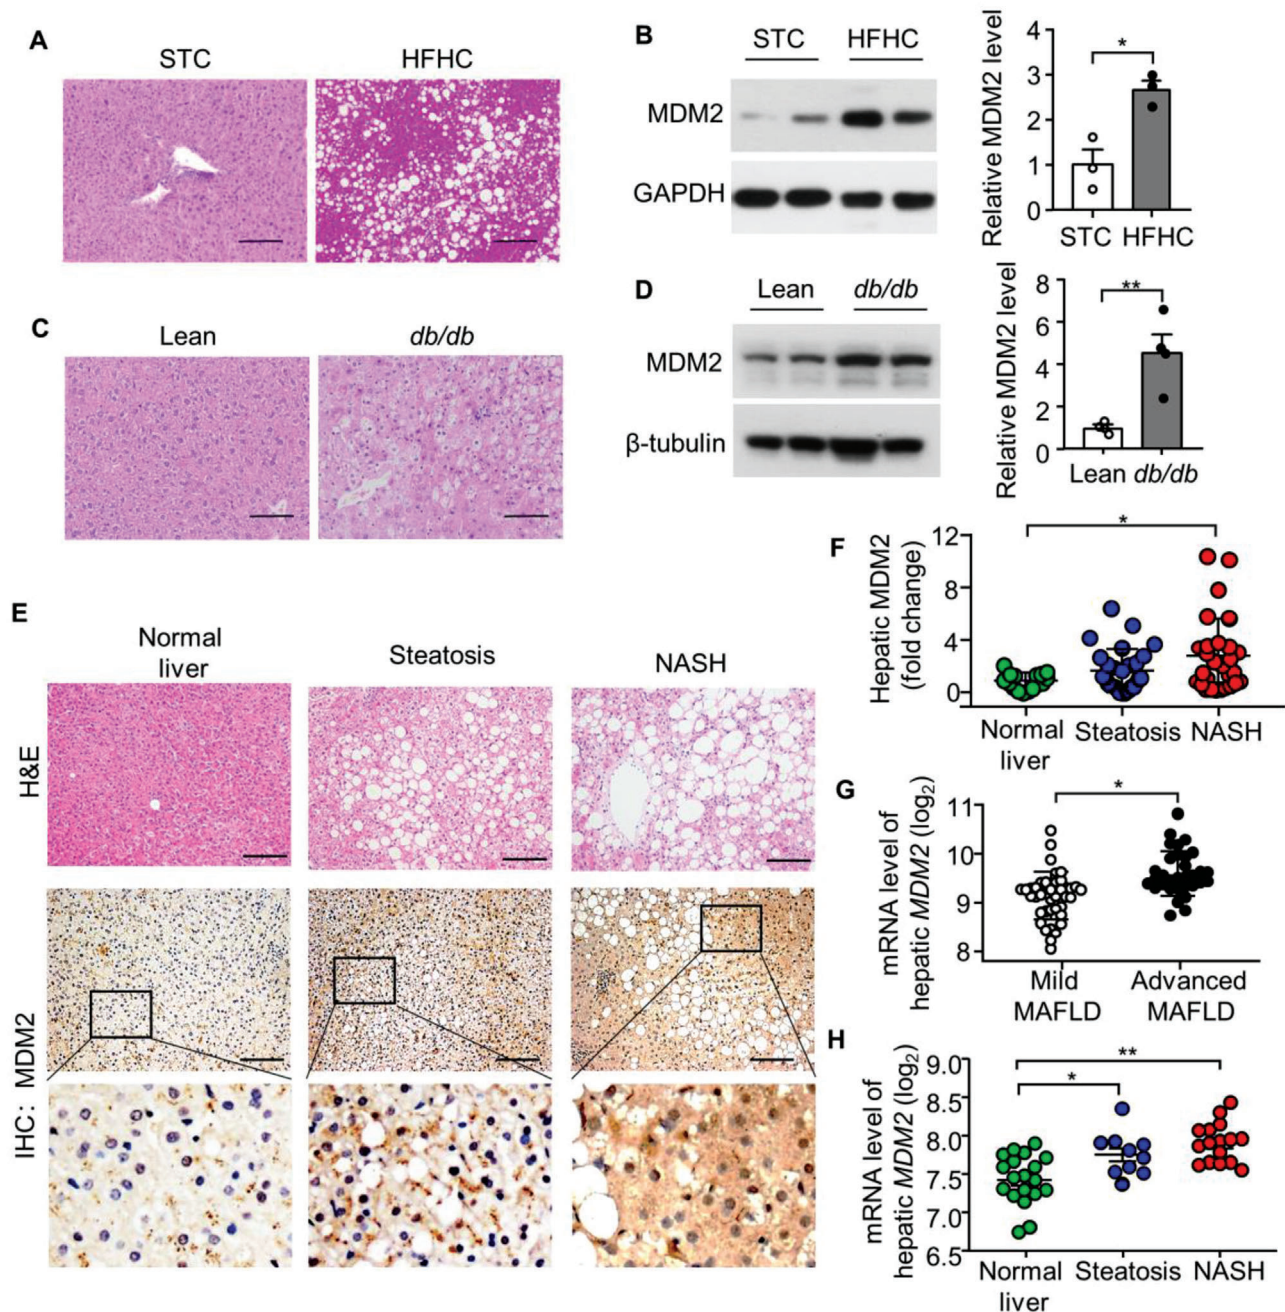 A
STC
HFHC
B
STC
HFHC
MDM2
GAPDH
Relative MDM2 level
4
3
2
1
0
*
STC
HFHC
C
Lean
db/db
D
Lean
db/db
MDM2
β-tubulin
Relative MDM2 level
8
6
4
2
0
**
Lean
db/db
E
Normal
liver
Steatosis
NASH
H&E
IHC: MDM2
F
Hepatic MDM2
(fold change)
12
8
4
0
*
Normal
liver
Steatosis
NASH
G
mRNA level of
hepatic MDM2 (log₂)
11
10
9
8
*
Mild
MAFLD
Advanced
MAFLD
H
mRNA level of
hepatic MDM2 (log₂)
9.0
8.5
8.0
7.5
7.0
6.5
*
**
Normal
liver
Steatosis
NASH